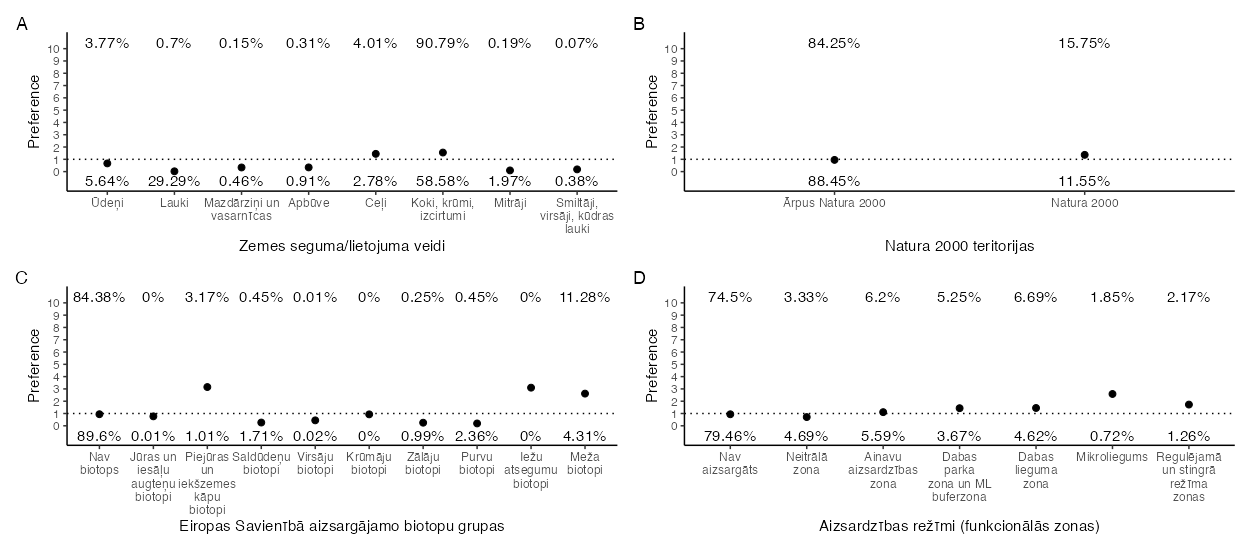 A
3.77% 0.7% 0.15% 0.31% 4.01% 90.79% 0.19% 0.07%
10
9
8
7
6
5
4
3
2
1
0
Preference
5.64% 29.29% 0.46% 0.91% 2.78% 58.58% 1.97% 0.38%
Ūdeņi Lauki Mazdārziņi un Apbūve Ceļi Koki, krūmi, Mitrāji Smiltāji,
vasarnīcas izcirtumi virsāji, kūdras
lauki
Zemes seguma/lietojuma veidi
B
84.25% 15.75%
10
9
8
7
6
5
4
3
2
1
0
Preference
88.45% 11.55%
Ārpus Natura 2000 Natura 2000
Natura 2000 teritorijas
C
84.38% 0% 3.17% 0.45% 0.01% 0% 0.25% 0.45% 0% 11.28%
10
9
8
7
6
5
4
3
2
1
0
Preference
89.6% 0.01% 1.01% 1.71% 0.02% 0% 0.99% 2.36% 0% 4.31%
Nav Jūras un Piejūras Saldūdeņu Virsāju Krūmāju Zālāju Purvu Iežu Meža
biotops iesāļu un biotopi biotopi biotopi biotopi biotopi atsegumu biotopi
augteņu iekšzemes biotopi
biotopi kāpu
biotopi
Eiropas Savienībā aizsargājamo biotopu grupas
D
74.5% 3.33% 6.2% 5.25% 6.69% 1.85% 2.17%
10
9
8
7
6
5
4
3
2
1
0
Preference
79.46% 4.69% 5.59% 3.67% 4.62% 0.72% 1.26%
Nav Neitrālā Ainavu Dabas Dabas Mikroliegums Regulējamā
aizsargāts zona aizsardzības parka lieguma un stingrā
zona zona un ML zona režīma
buferzona zonas
Aizsardzības režīmi (funkcionālās zonas)